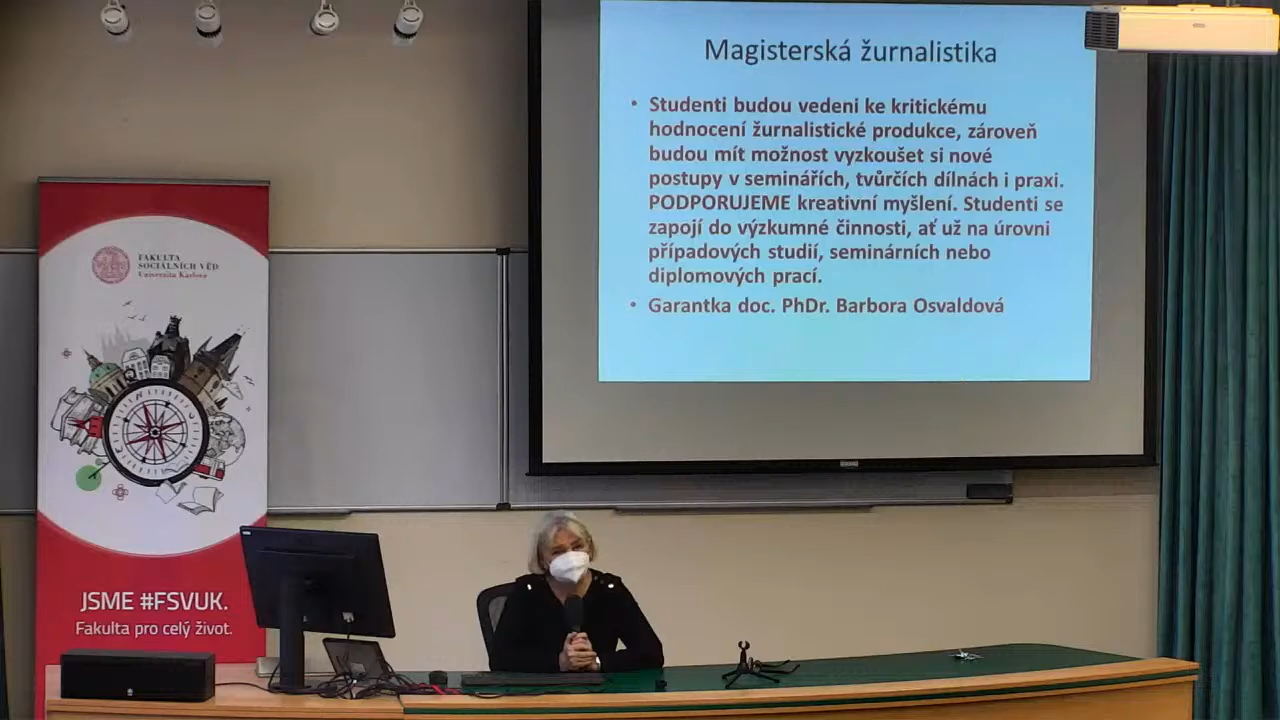 Magisterská žurnalistika
• Studenti budou vedeni ke kritickému
hodnocení žurnalistické produkce, zároveň
budou mít možnost vyzkoušet si nové
postupy v seminářích, tvůrčích dílnách i praxi.
PODPORUJEME kreativní myšlení. Studenti se
zapojí do výzkumné činnosti, ať už na úrovni
případových studií, seminárních nebo
diplomových prací.
• Garantka doc. PhDr. Barbora Osvaldová
FAKULTA
SOCIÁLNÍCH VĚD
Univerzita Karlova
JSME #FSVUK.
Fakulta pro celý život.